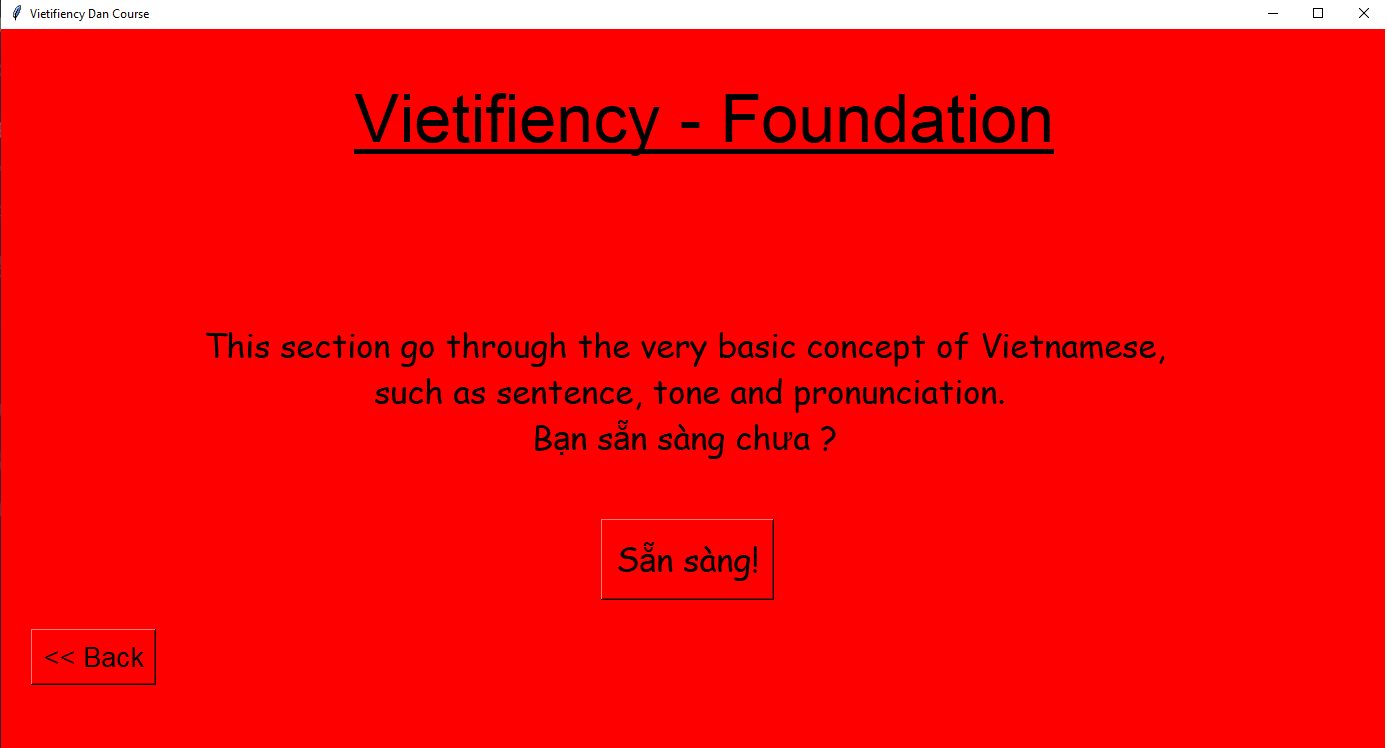 Vietifiency Dan Course
Vietifiency - Foundation
This section go through the very basic concept of Vietnamese,
such as sentence, tone and pronunciation.
Bạn sẵn sàng chưa ?
Sẵn sàng!
<< Back